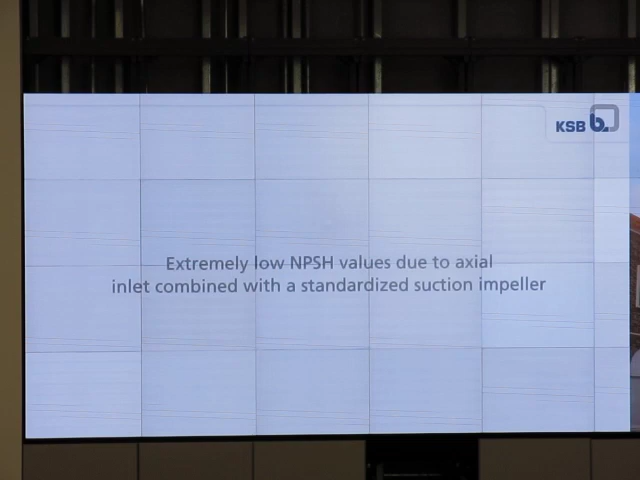 KSB b.
Extremely low NPSH values due to axial
inlet combined with a standardized suction impeller